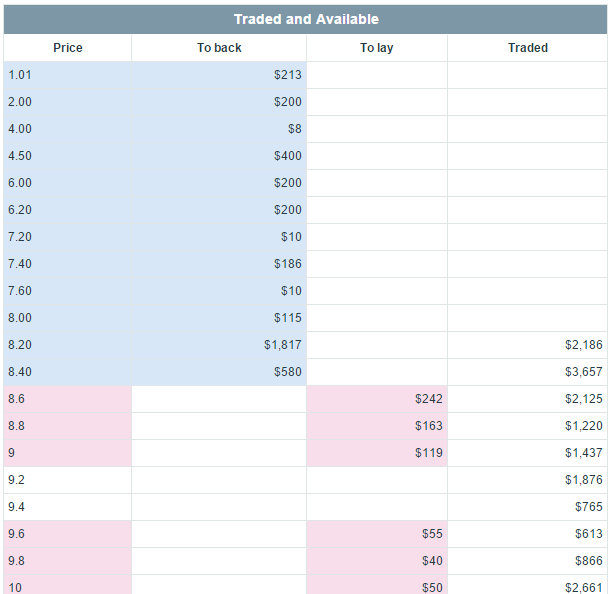 Traded and Available
Price To back To lay Traded
1.01 $213
2.00 $200
4.00 $8
4.50 $400
6.00 $200
6.20 $200
7.20 $10
7.40 $186
7.60 $10
8.00 $115
8.20 $1,817 $2,186
8.40 $580 $3,657
8.6 $242 $2,125
8.8 $163 $1,220
9 $119 $1,437
9.2 $1,876
9.4 $765
9.6 $55 $613
9.8 $40 $866
10 $50 $2,661